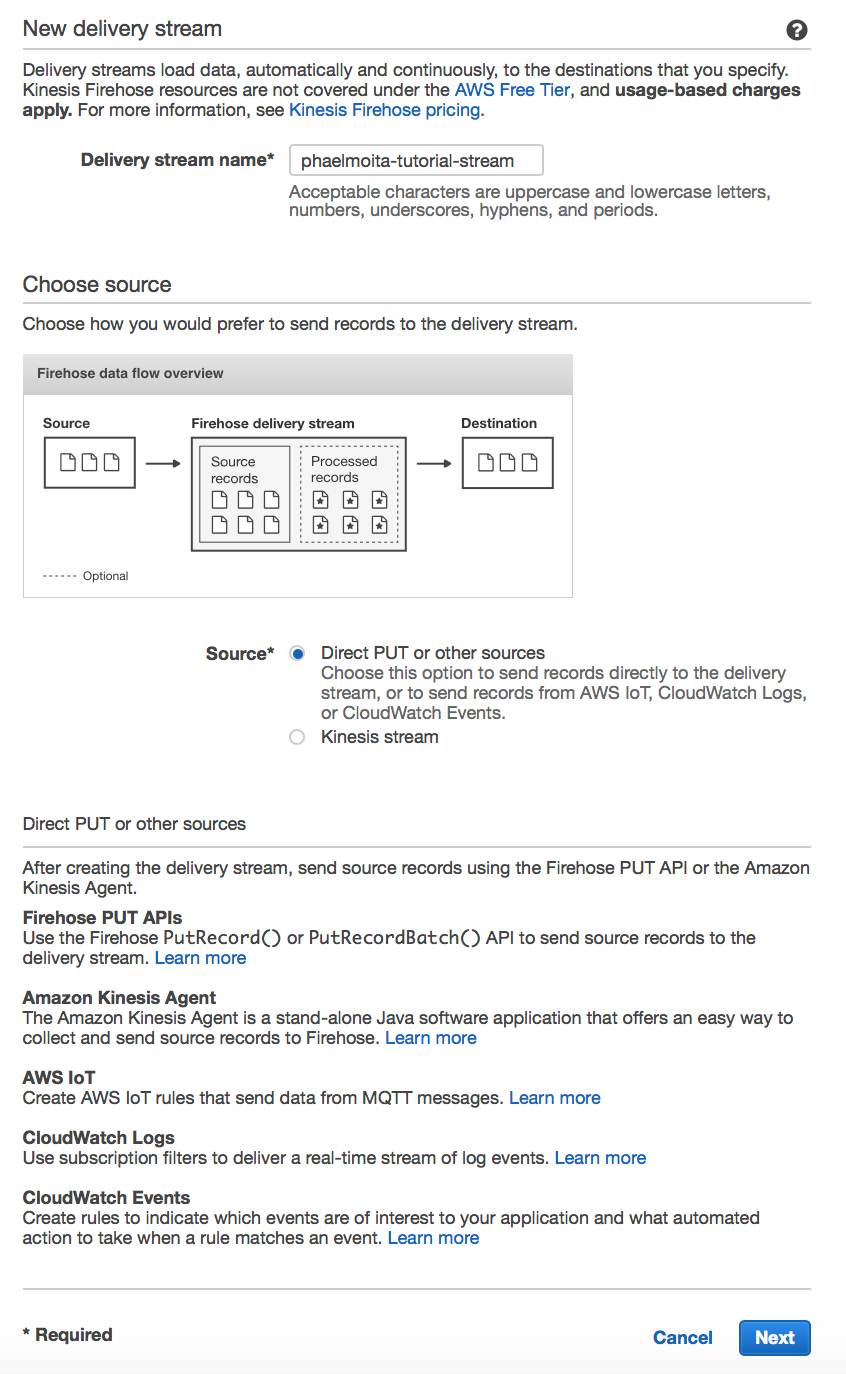 New delivery stream
Delivery streams load data, automatically and continuously, to the destinations that you specify.
Kinesis Firehose resources are not covered under the AWS Free Tier, and usage-based charges
apply. For more information, see Kinesis Firehose pricing.
Delivery stream name* phaelmoita-tutorial-stream
Acceptable characters are uppercase and lowercase letters,
numbers, underscores, hyphens, and periods.
Choose source
Choose how you would prefer to send records to the delivery stream.
Firehose data flow overview
Source Firehose delivery stream Destination
Source Processed
records records
Optional
Source* Direct PUT or other sources
Choose this option to send records directly to the delivery
stream, or to send records from AWS IoT, CloudWatch Logs,
or CloudWatch Events.
Kinesis stream
Direct PUT or other sources
After creating the delivery stream, send source records using the Firehose PUT API or the Amazon
Kinesis Agent.
Firehose PUT APIs
Use the Firehose PutRecord() or PutRecordBatch() API to send source records to the
delivery stream. Learn more
Amazon Kinesis Agent
The Amazon Kinesis Agent is a stand-alone Java software application that offers an easy way to
collect and send source records to Firehose. Learn more
AWS IoT
Create AWS IoT rules that send data from MQTT messages. Learn more
CloudWatch Logs
Use subscription filters to deliver a real-time stream of log events. Learn more
CloudWatch Events
Create rules to indicate which events are of interest to your application and what automated
action to take when a rule matches an event. Learn more
* Required Cancel Next